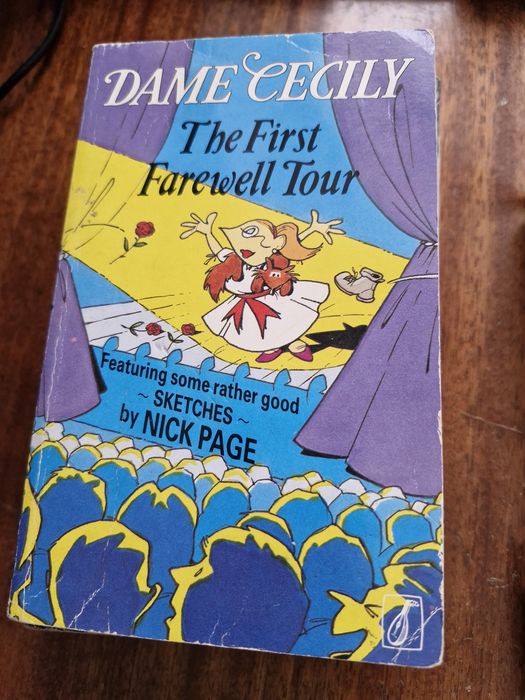 DAME CECILY
The First
Farewell Tour
Featuring some rather good
~ SKETCHES ~
by NICK PAGE